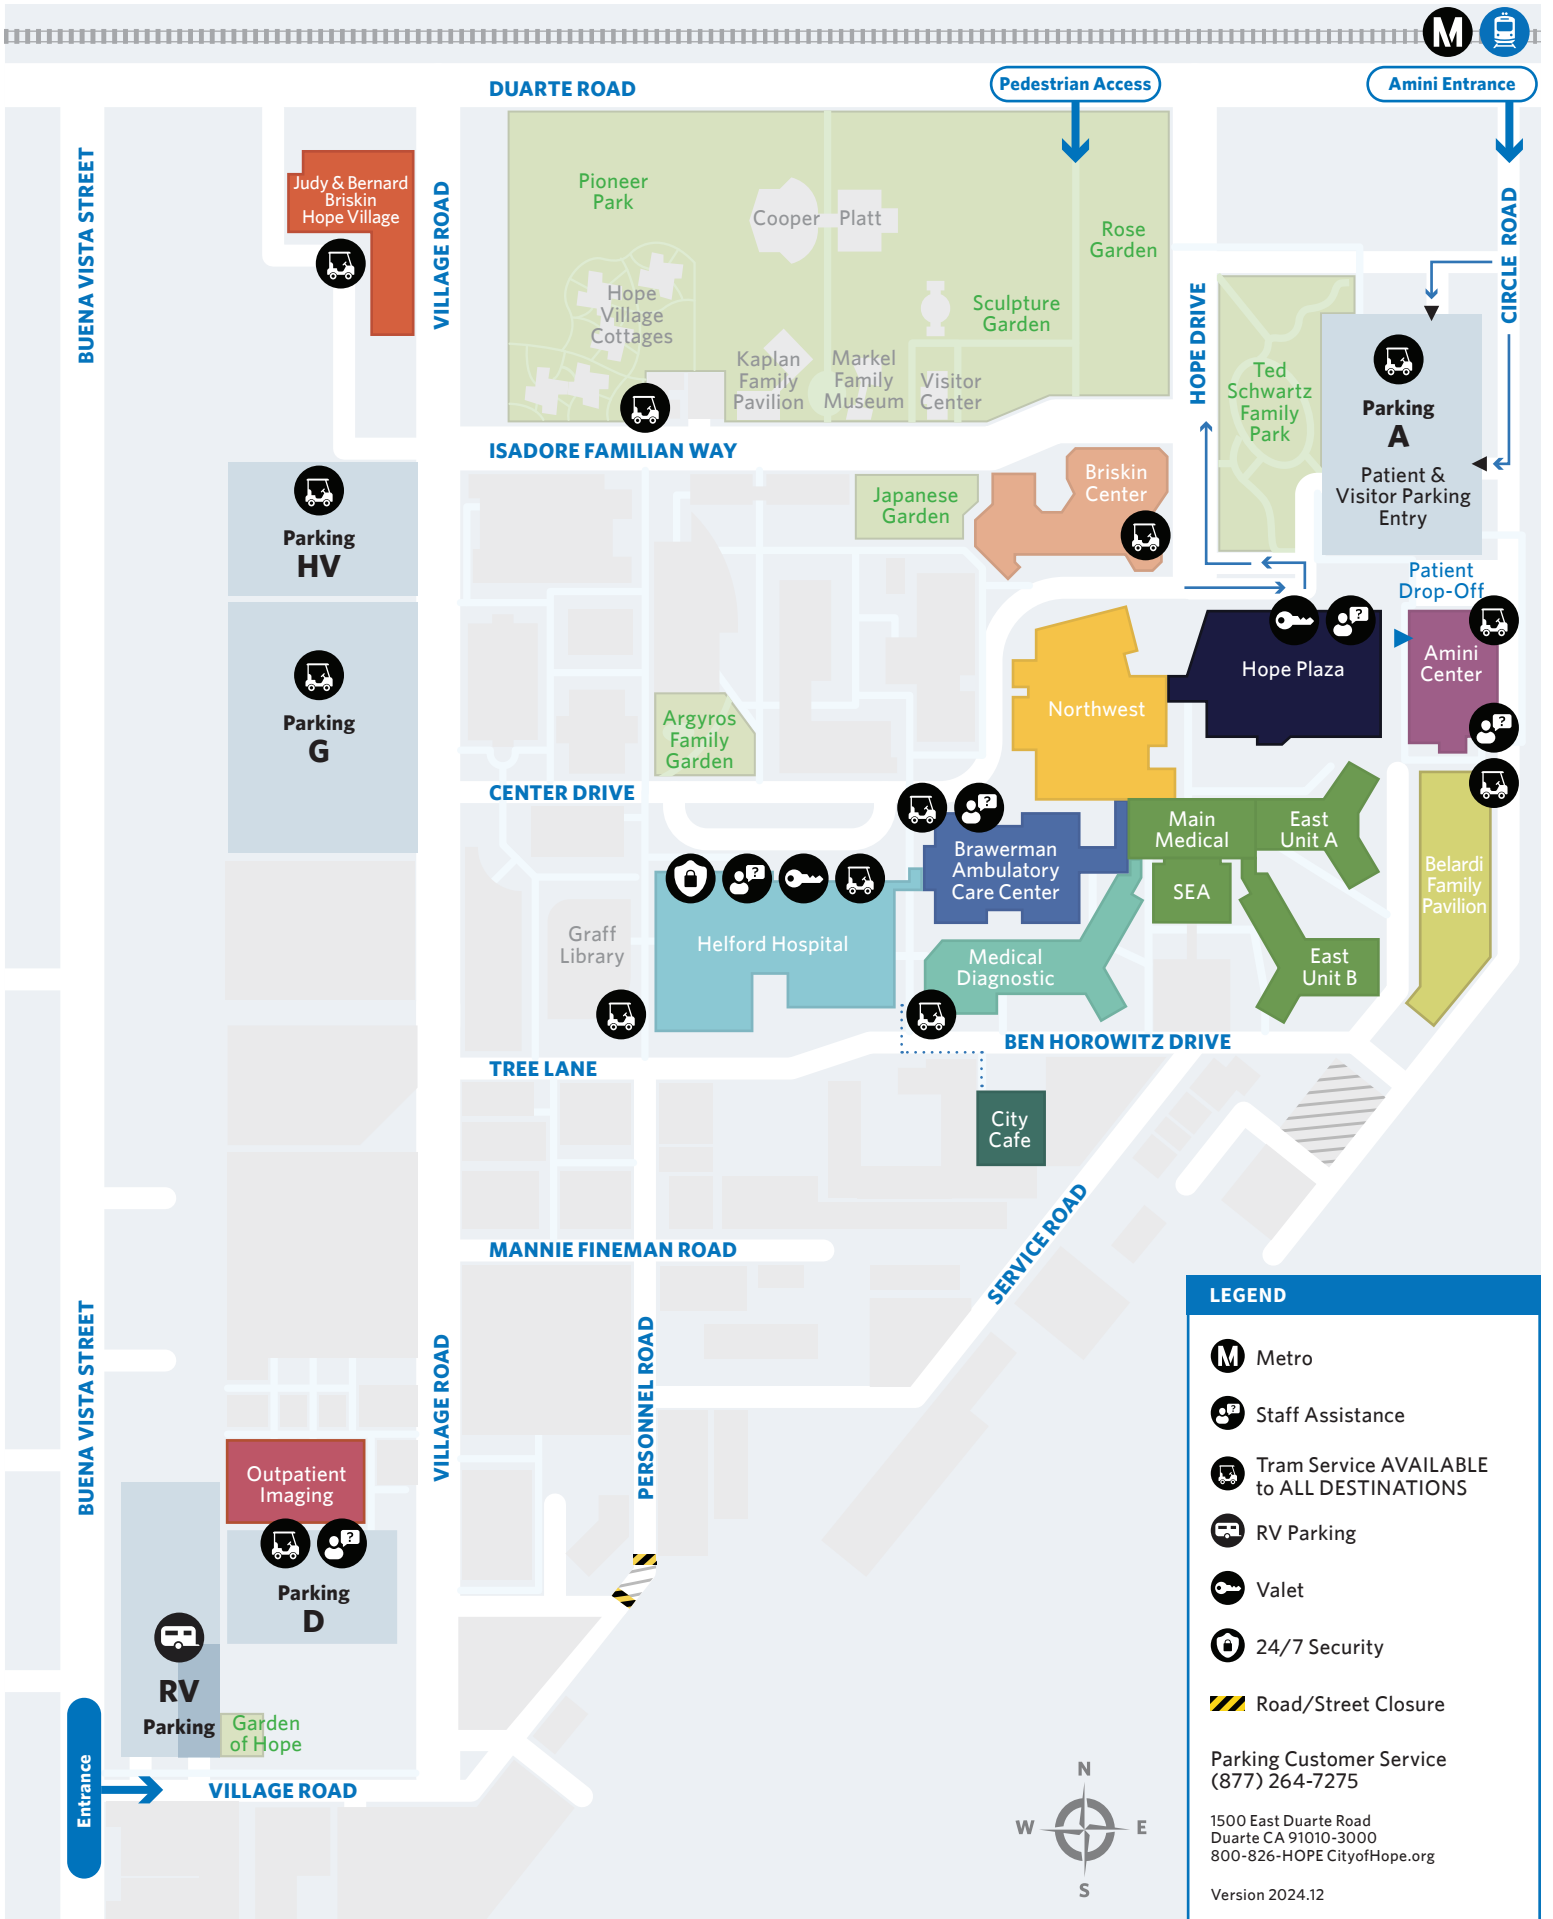 M
DUARTE ROAD
Pedestrian Access
Amini Entrance
BUENA VISTA STREET
Judy & Bernard
Briskin
Hope Village
VILLAGE ROAD
Pioneer
Park
Cooper
Platt
Rose
Garden
Hope
Village
Cottages
Sculpture
Garden
Kaplan
Family
Pavilion
Markel
Family
Museum
Visitor
Center
HOPE DRIVE
CIRCLE ROAD
Ted
Schwartz
Family
Park
Parking
A
Patient &
Visitor Parking
Entry
ISADORE FAMILIAN WAY
Japanese
Garden
Briskin
Center
Parking
HV
Parking
G
Patient
Drop-Off
?
Hope Plaza
Amini
Center
?
Northwest
Argyros
Family
Garden
CENTER DRIVE
?
Brawerman
Ambulatory
Care Center
Main
Medical
East
Unit A
SEA
Belardi
Family
Pavilion
?
Helford Hospital
Graff
Library
Medical
Diagnostic
East
Unit B
BEN HOROWITZ DRIVE
TREE LANE
City
Cafe
MANNIE FINEMAN ROAD
SERVICE ROAD
PERSONNEL ROAD
BUENA VISTA STREET
VILLAGE ROAD
Outpatient
Imaging
?
Parking
D
RV
Parking
Garden
of Hope
Entrance
VILLAGE ROAD
N
W
E
S
LEGEND
M
Metro
?
Staff Assistance
Tram Service AVAILABLE
to ALL DESTINATIONS
RV Parking
Valet
24/7 Security
Road/Street Closure
Parking Customer Service
(877) 264-7275
1500 East Duarte Road
Duarte CA 91010-3000
800-826-HOPE CityofHope.org
Version 2024.12